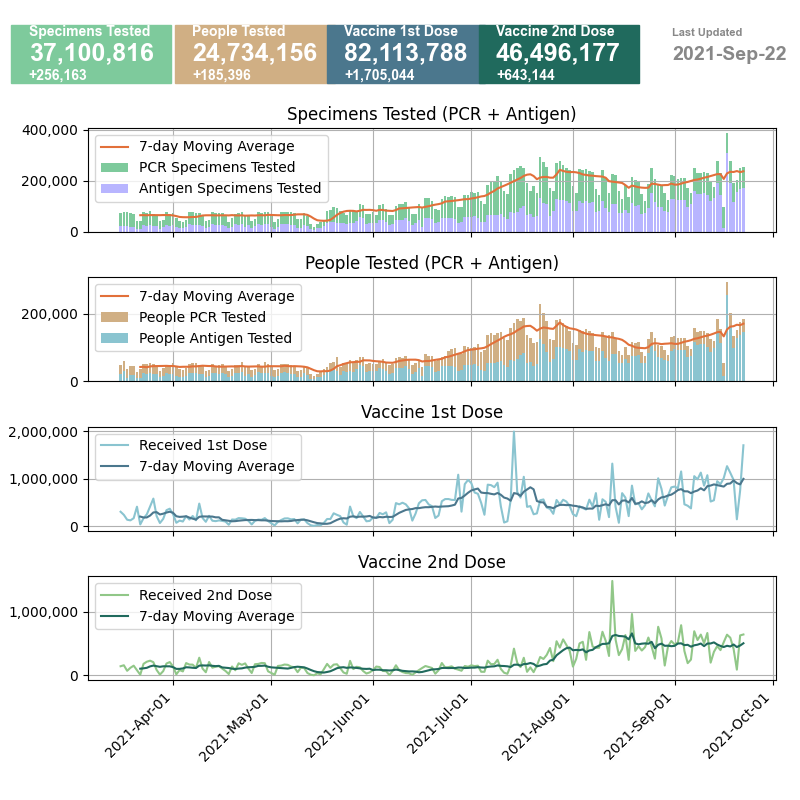 Specimens Tested
37,100,816
+256,163
People Tested
24,734,156
+185,396
Vaccine 1st Dose
82,113,788
+1,705,044
Vaccine 2nd Dose
46,496,177
+643,144
Last Updated
2021-Sep-22
Specimens Tested (PCR + Antigen)
400,000
200,000
0
7-day Moving Average
PCR Specimens Tested
Antigen Specimens Tested
People Tested (PCR + Antigen)
200,000
0
7-day Moving Average
People PCR Tested
People Antigen Tested
Vaccine 1st Dose
2,000,000
1,000,000
0
Received 1st Dose
7-day Moving Average
Vaccine 2nd Dose
1,000,000
0
Received 2nd Dose
7-day Moving Average
2021-Apr-01
2021-May-01
2021-Jun-01
2021-Jul-01
2021-Aug-01
2021-Sep-01
2021-Oct-01